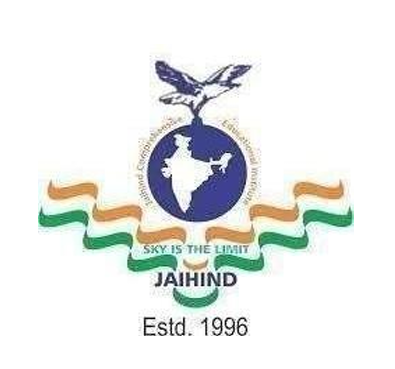 Jaihind Comprehensive Educational Institute
SKY IS THE LIMIT
JAIHIND
Estd. 1996